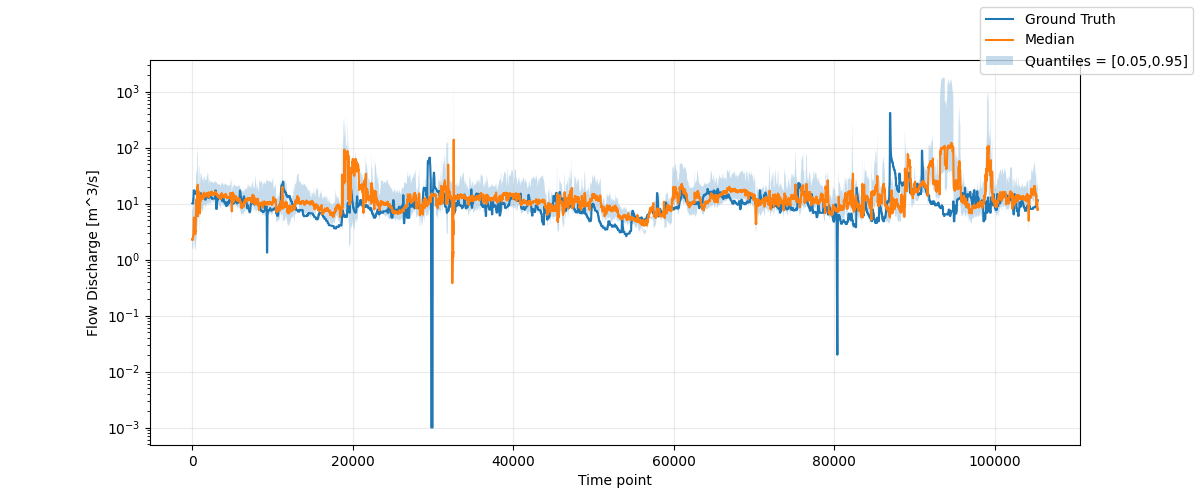 Ground Truth
Median
Quantiles = [0.05,0.95]
10^3
10^2
10^1
10^0
10^-1
10^-2
10^-3
Flow Discharge [m^3/s]
0 20000 40000 60000 80000 100000
Time point